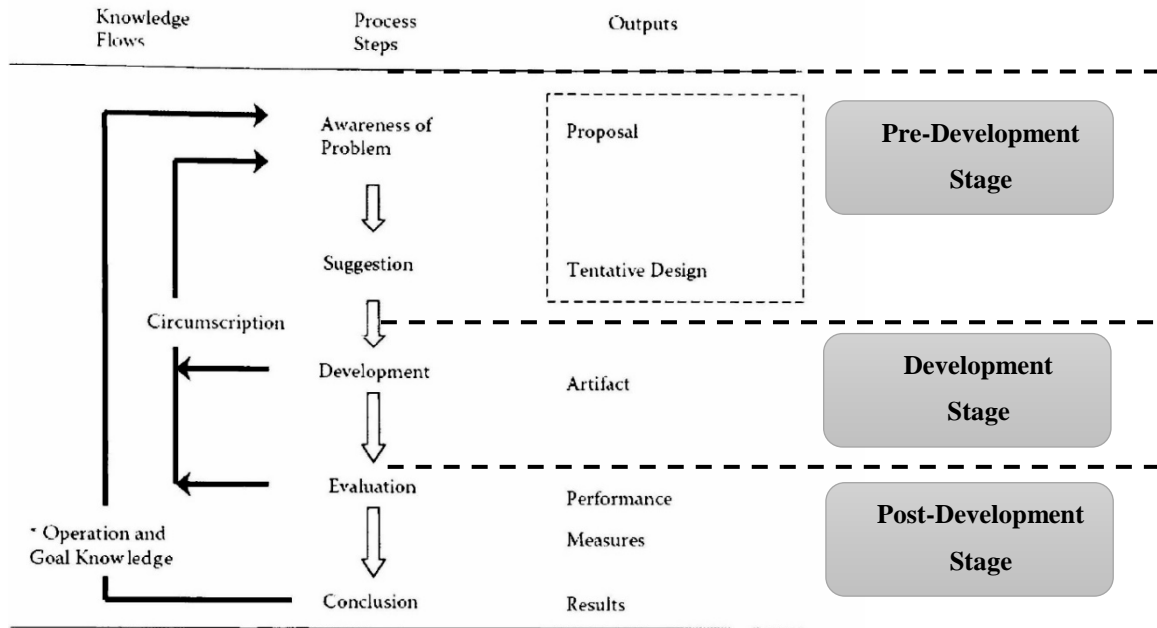 Knowledge
Flows
Process
Steps
Outputs
Awareness of
Problem
Proposal
Pre-Development
Stage
Suggestion
Tentative Design
Circumscription
Development
Artifact
Development
Stage
Evaluation
Performance
Measures
Post-Development
Stage
* Operation and
Goal Knowledge
Conclusion
Results